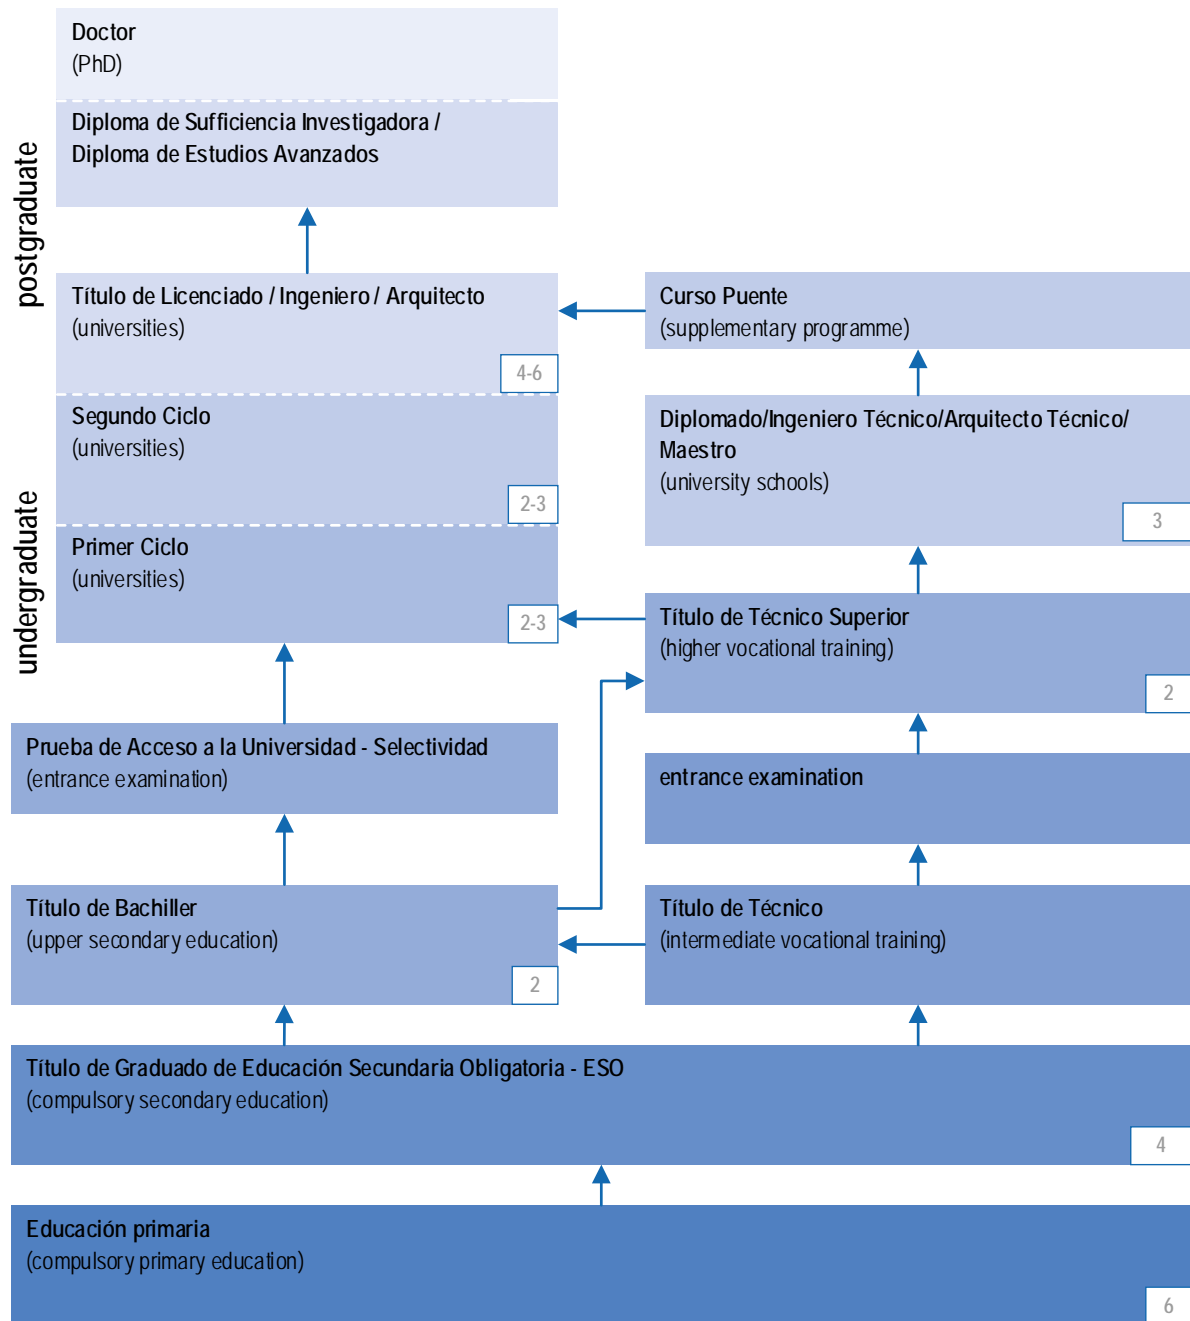 Doctor
(PhD)
Diploma de Sufficiencia Investigadora /
Diploma de Estudios Avanzados
postgraduate
Título de Licenciado / Ingeniero / Arquitecto
(universities)
4-6
Curso Puente
(supplementary programme)
Segundo Ciclo
(universities)
2-3
Diplomado/Ingeniero Técnico/Arquitecto Técnico/
Maestro
(university schools)
3
undergraduate
Primer Ciclo
(universities)
2-3
Título de Técnico Superior
(higher vocational training)
2
Prueba de Acceso a la Universidad - Selectividad
(entrance examination)
entrance examination
Título de Bachiller
(upper secondary education)
2
Título de Técnico
(intermediate vocational training)
Título de Graduado de Educación Secundaria Obligatoria - ESO
(compulsory secondary education)
4
Educación primaria
(compulsory primary education)
6